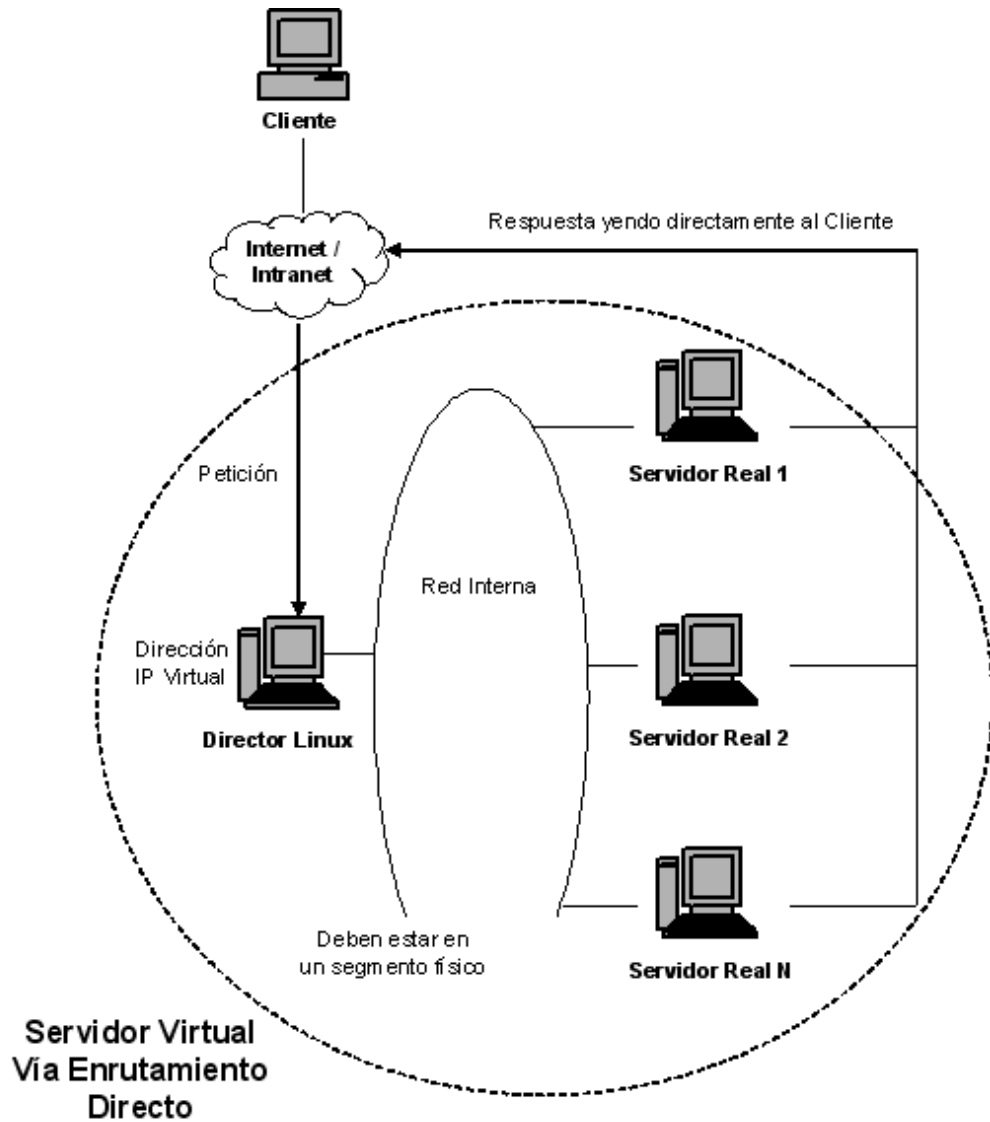 Cliente
Respuesta yendo directamente al Cliente
Internet /
Intranet
Petición
Servidor Real 1
Red Interna
Dirección
IP Virtual
Director Linux
Servidor Real 2
Deben estar en
un segmento físico
Servidor Real N
Servidor Virtual
Vía Enrutamiento
Directo